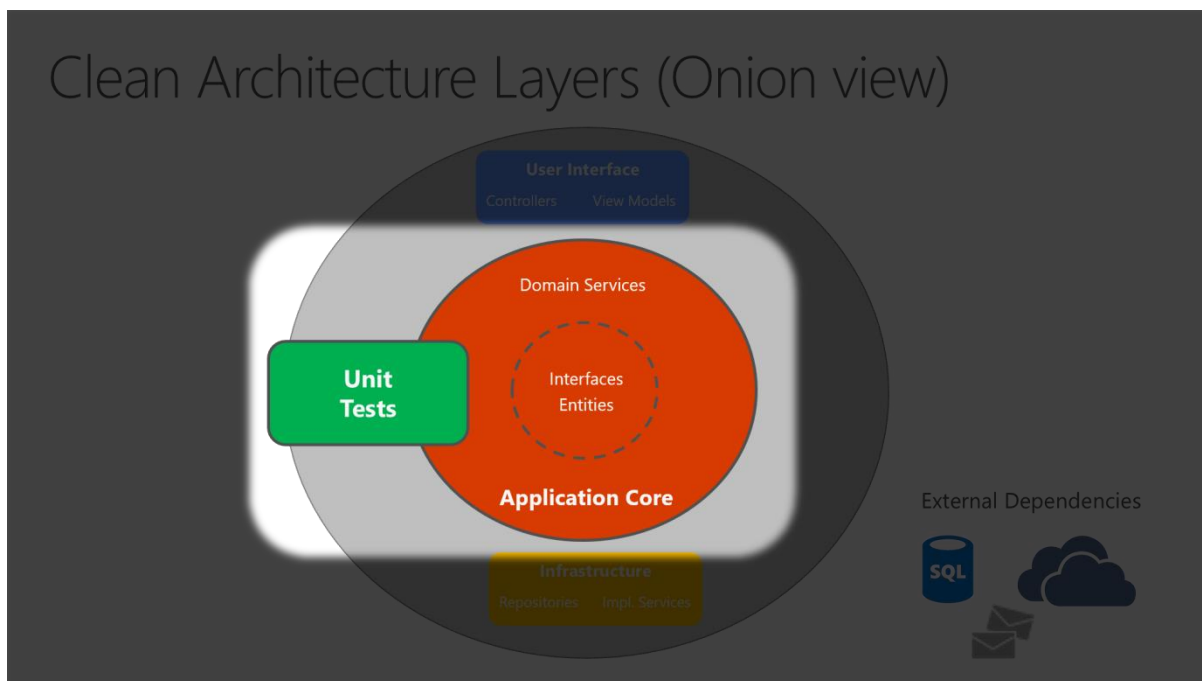 Clean Architecture Layers (Onion view)
User Interface
Controllers View Models
Domain Services
Unit
Tests
Interfaces
Entities
Application Core
External Dependencies
SQL
Infrastructure
Repositories Impl. Services